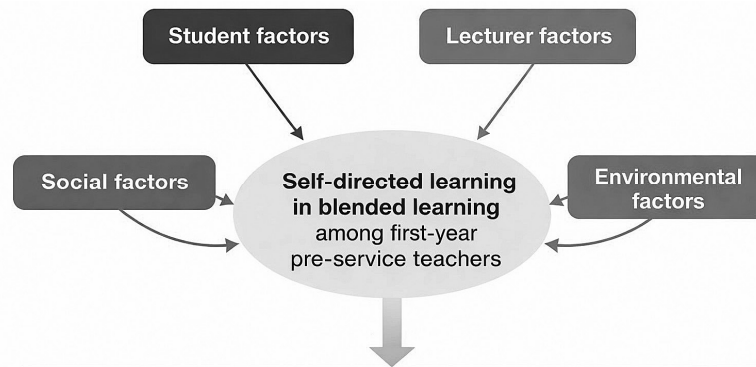 Student factors
Lecturer factors
Social factors
Self-directed learning
in blended learning
among first-year
pre-service teachers
Environmental
factors